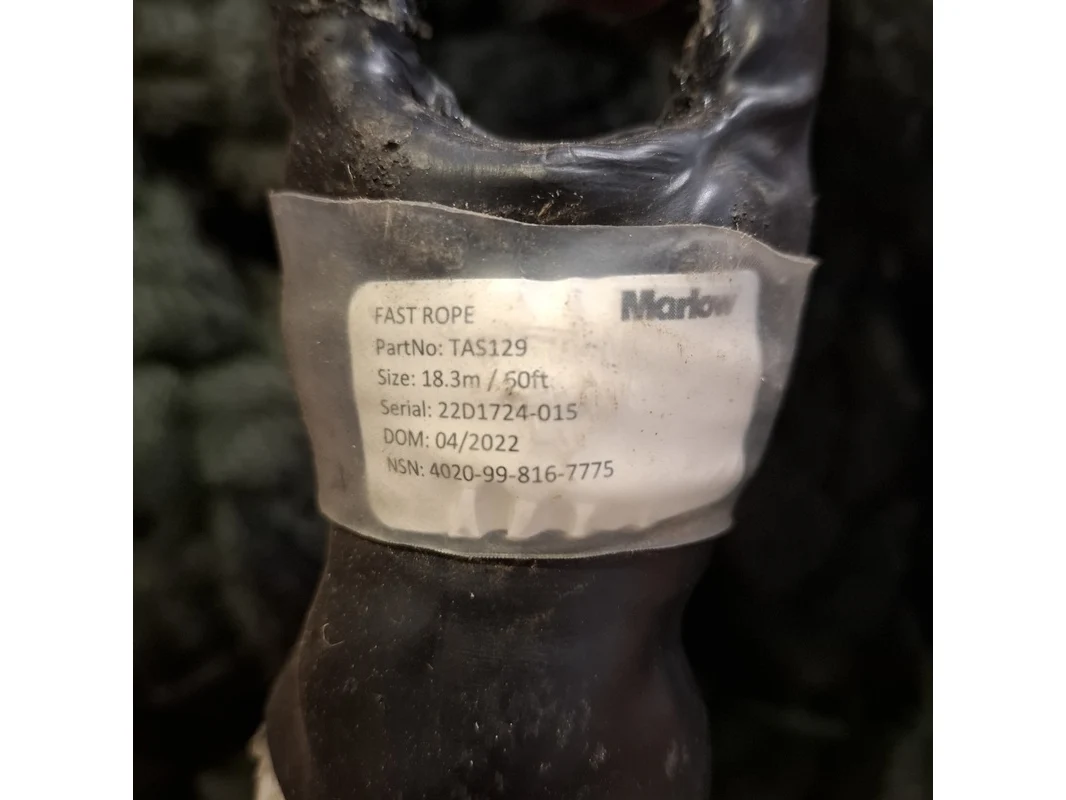 FAST ROPE
Marlow
PartNo: TAS129
Size: 18.3m / 60ft
Serial: 22D1724-015
DOM: 04/2022
NSN: 4020-99-816-7775